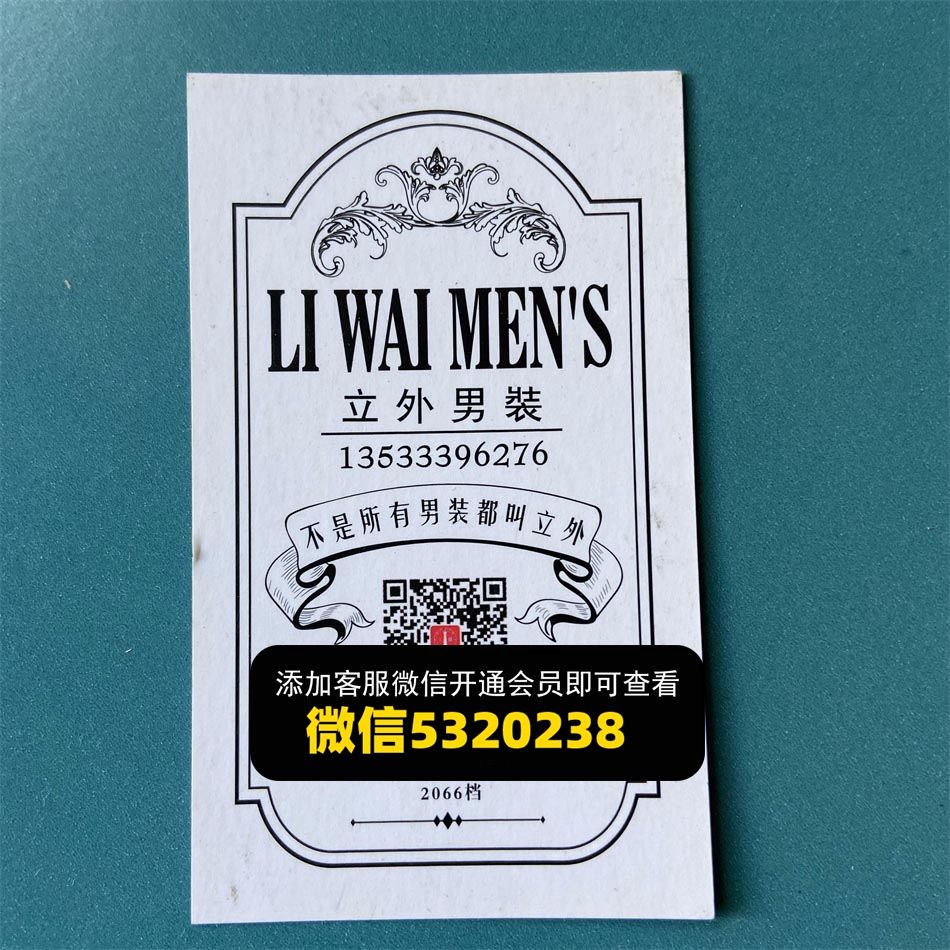 LI WAI MEN'S
立外男裝
13533396276
不是所有男装都叫立外
添加客服微信开通会员即可查看
微信5320238
2066档